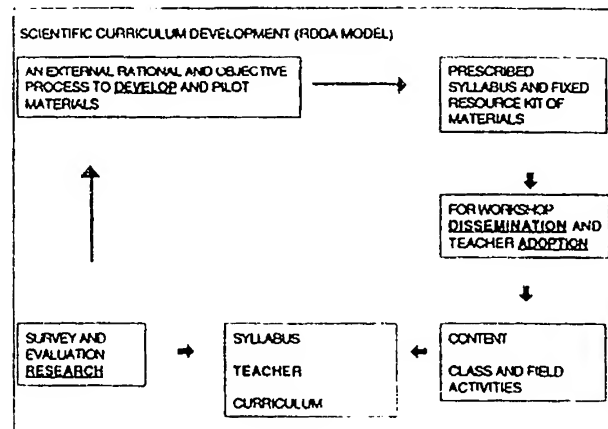 SCIENTIFIC CURRICULUM DEVELOPMENT (RDDA MODEL)
AN EXTERNAL RATIONAL AND OBJECTIVE
PROCESS TO DEVELOP AND PILOT
MATERIALS
PRESCRIBED
SYLLABUS AND FIXED
RESOURCE KIT OF
MATERIALS
FOR WORKSHOP
DISSEMINATION AND
TEACHER ADOPTION
SURVEY AND
EVALUATION
RESEARCH
SYLLABUS
TEACHER
CURRICULUM
CONTENT
CLASS AND FIELD
ACTIVITIES